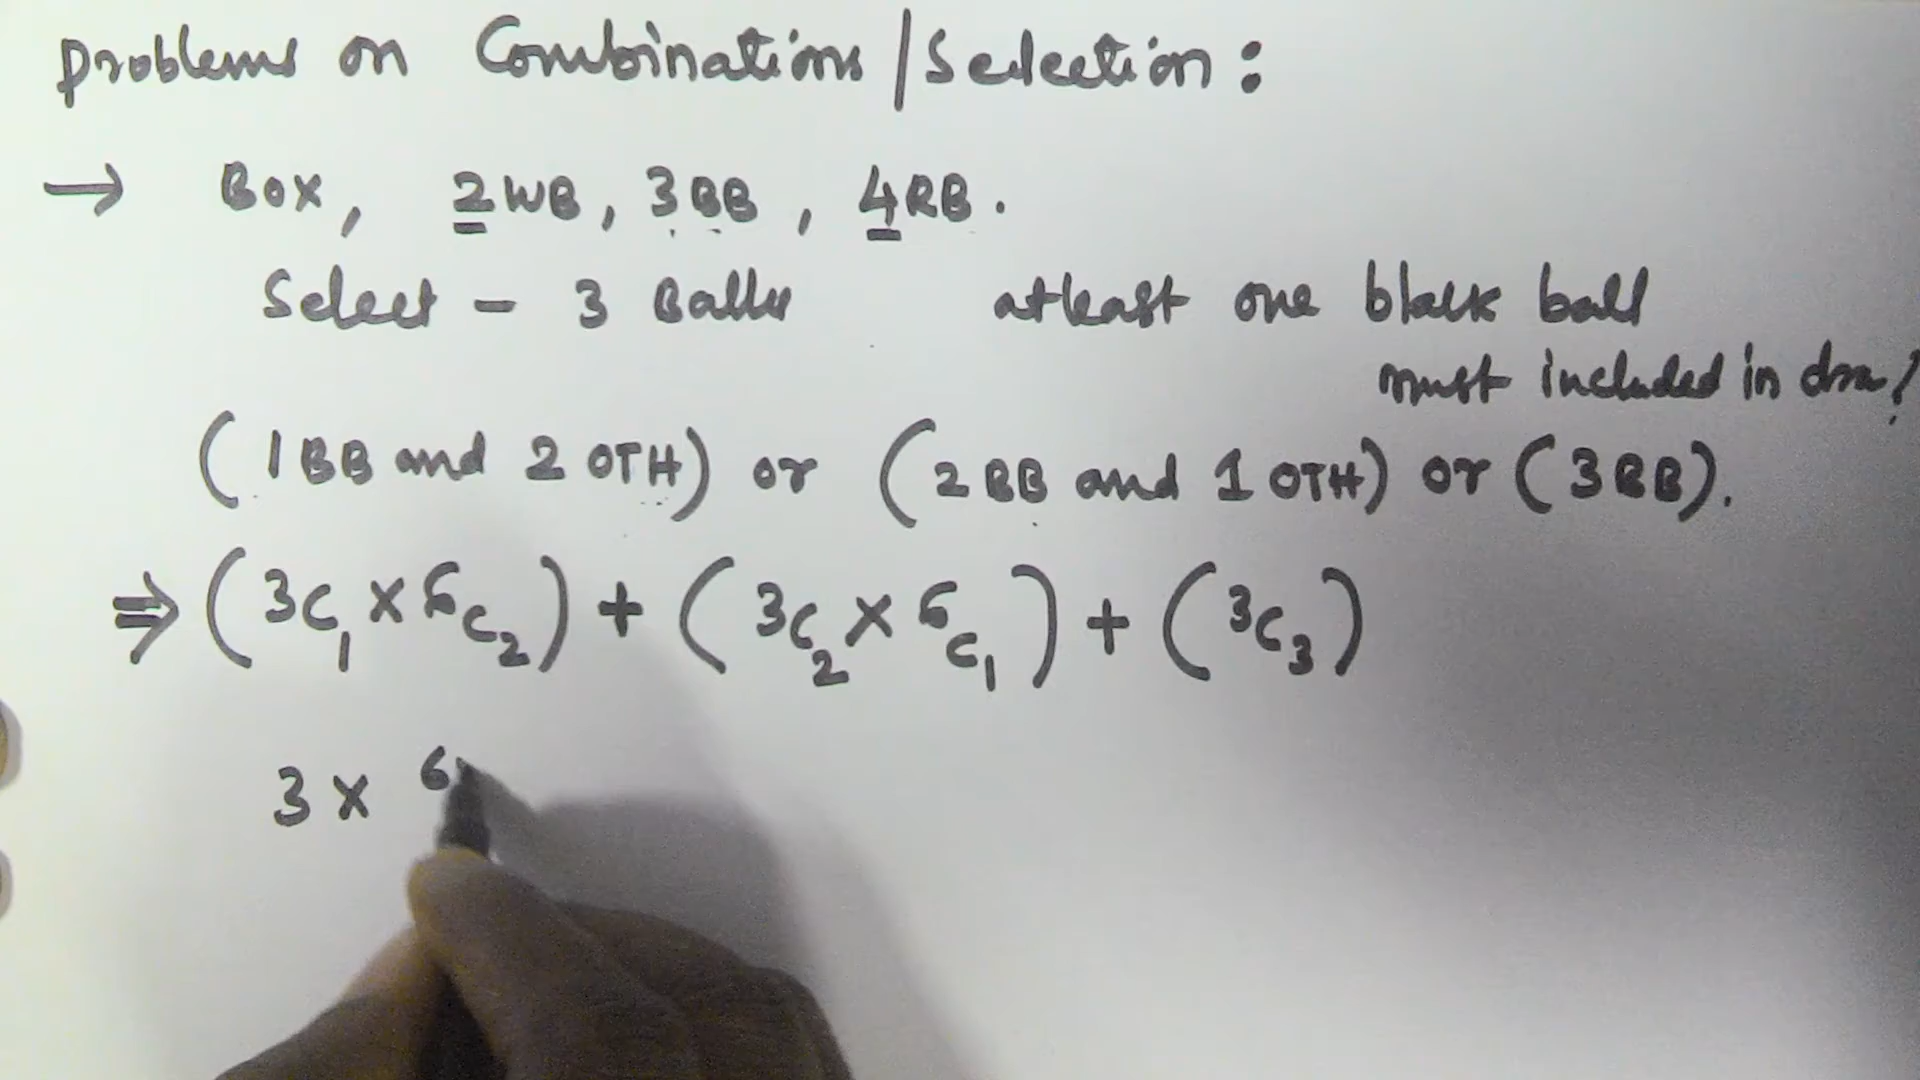 Problems on Combinations/Selection:
→ Box, 2WB, 3BB, 4RB.
Select - 3 Balls atleast one black ball
must included in draw?
(1BB and 2 OTH) or (2BB and 1 OTH) or (3BB).
⇒ (3C₁ × 6C₂) + (3C₂ × 6C₁) + (3C₃)
3 × 6